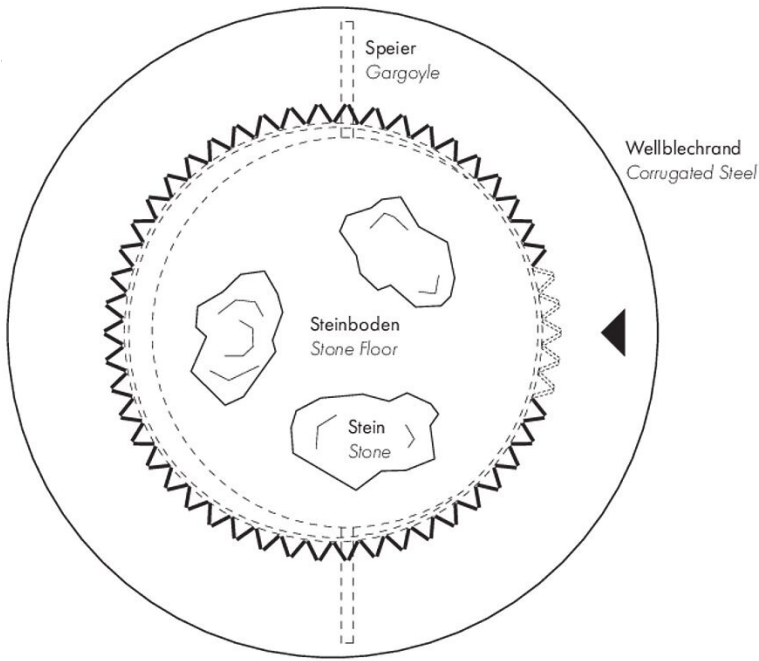 Speier
Gargoyle
Wellblechrand
Corrugated Steel
Steinboden
Stone Floor
Stein
Stone